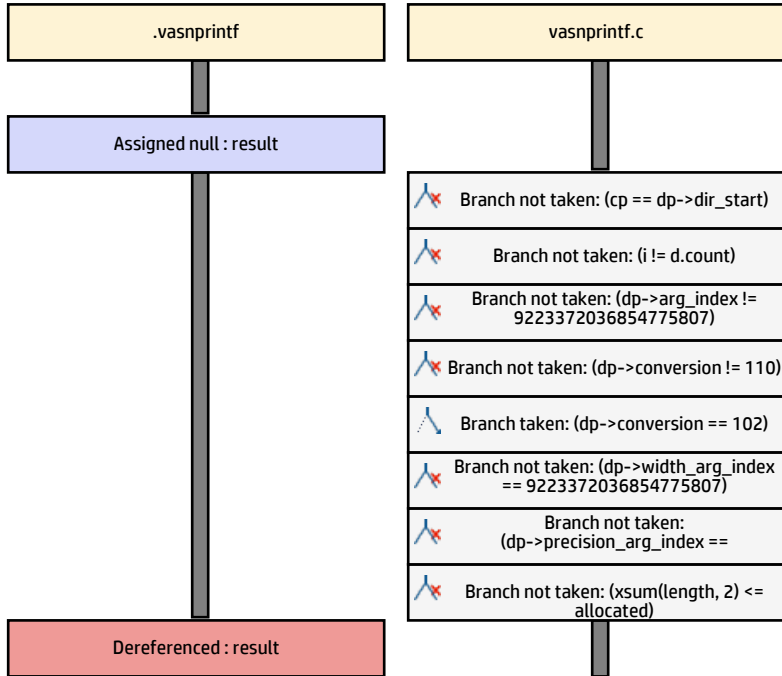 .vasnprintf
vasnprintf.c
Assigned null : result
Branch not taken: (cp == dp->dir_start)
Branch not taken: (i != d.count)
Branch not taken: (dp->arg_index !=
9223372036854775807)
Branch not taken: (dp->conversion != 110)
Branch taken: (dp->conversion == 102)
Branch not taken: (dp->width_arg_index
== 9223372036854775807)
Branch not taken:
(dp->precision_arg_index ==
Branch not taken: (xsum(length, 2) <=
allocated)
Dereferenced : result